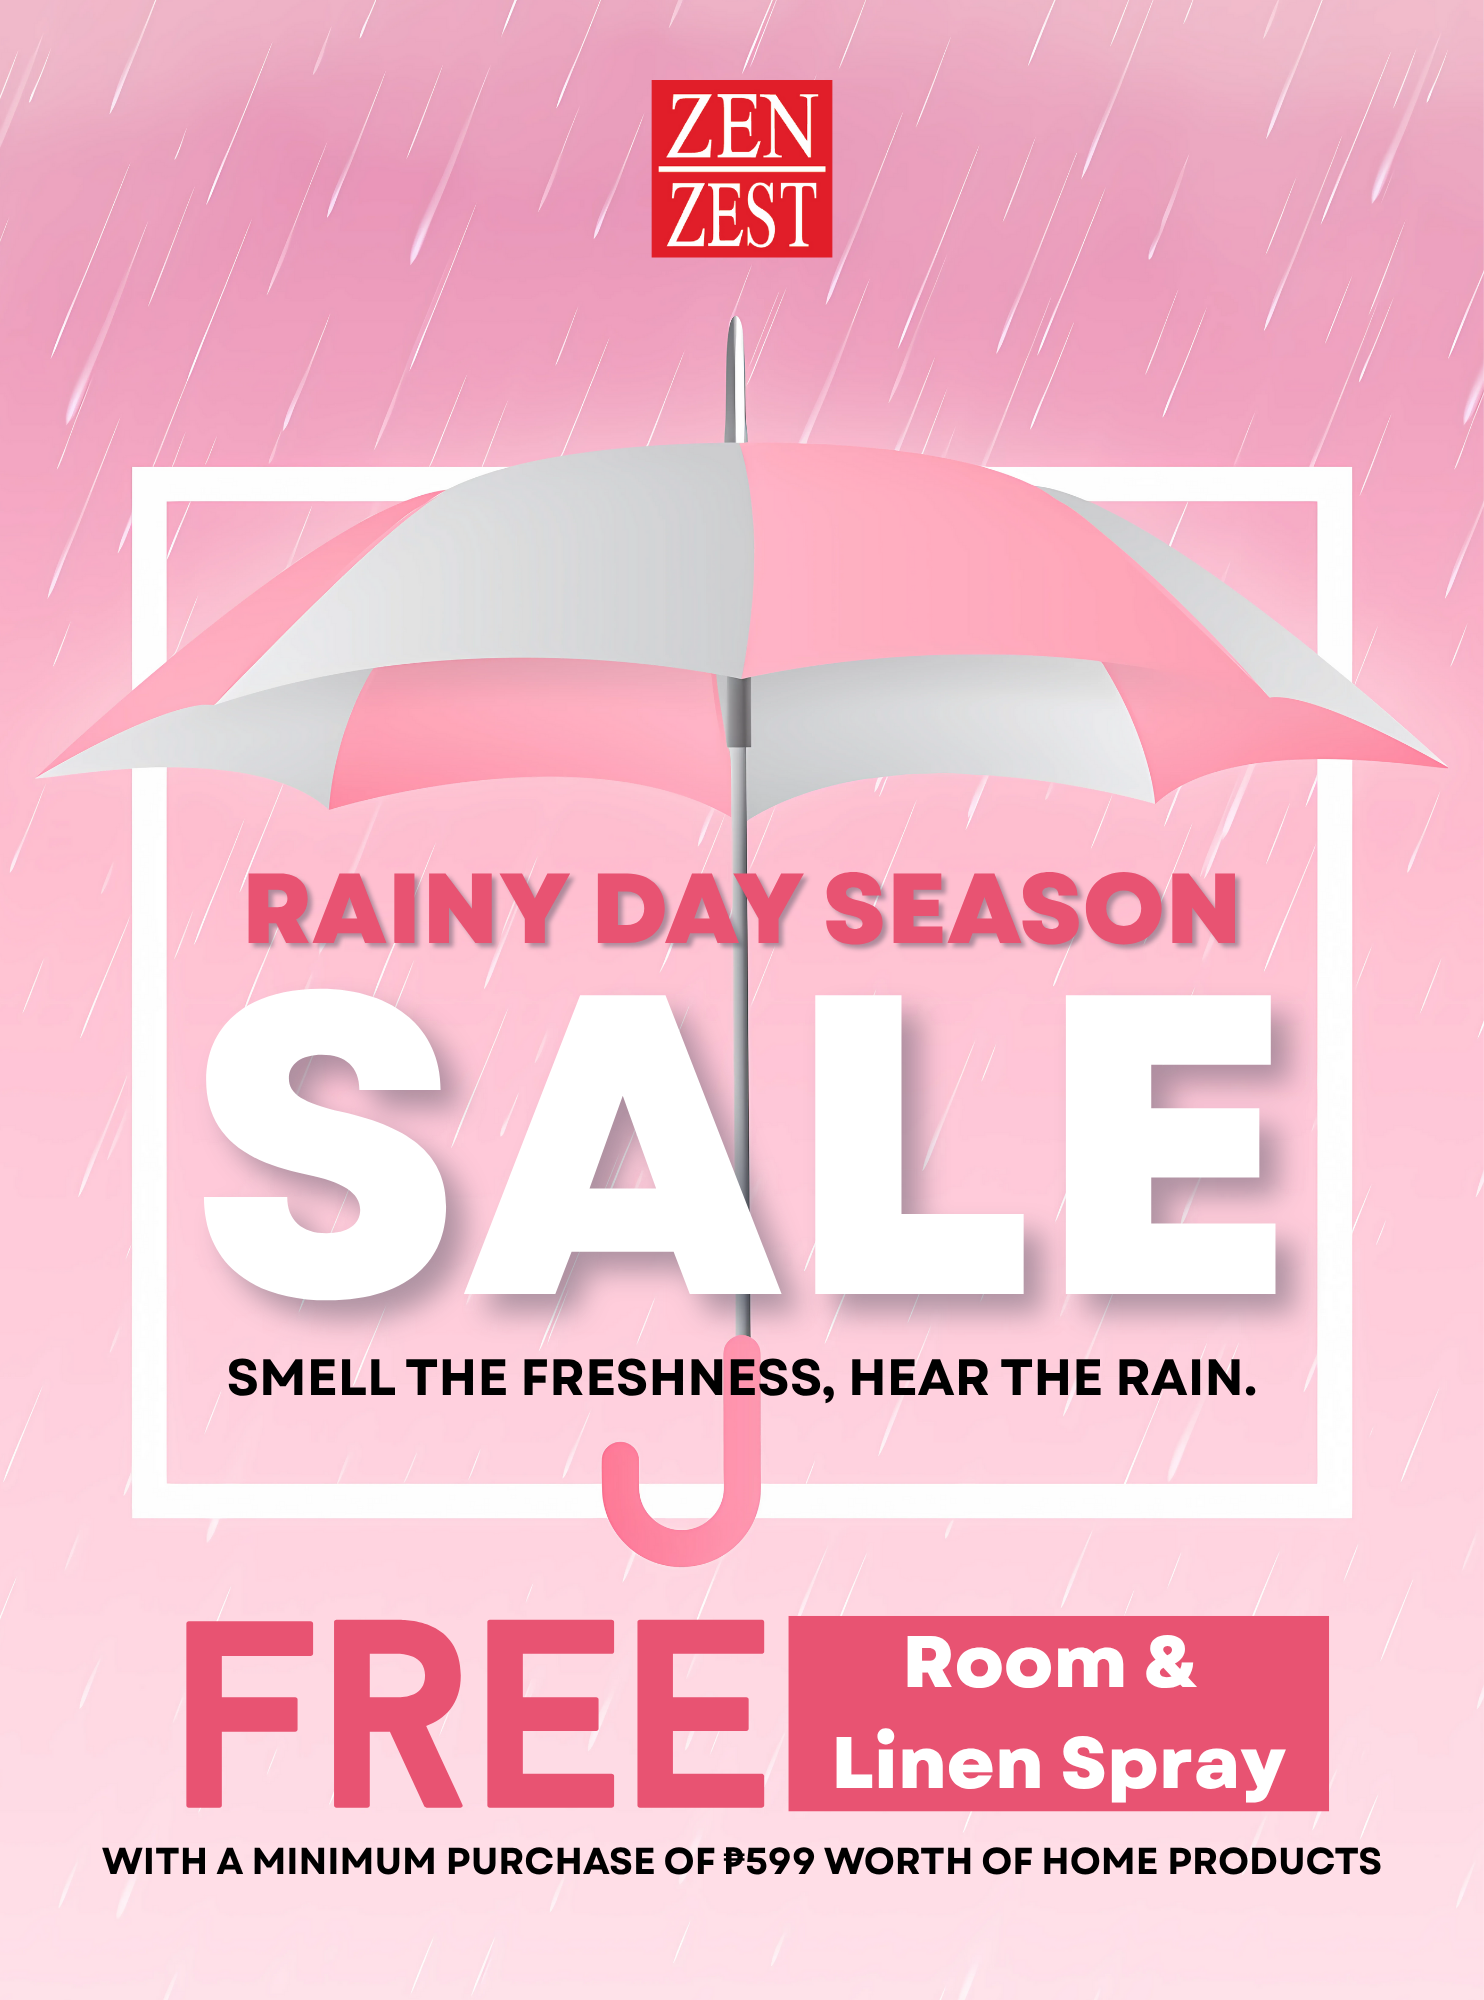 ZEN
ZEST
RAINY DAY SEASON
SALE
SMELL THE FRESHNESS, HEAR THE RAIN.
FREE
Room &
Linen Spray
WITH A MINIMUM PURCHASE OF ₱599 WORTH OF HOME PRODUCTS